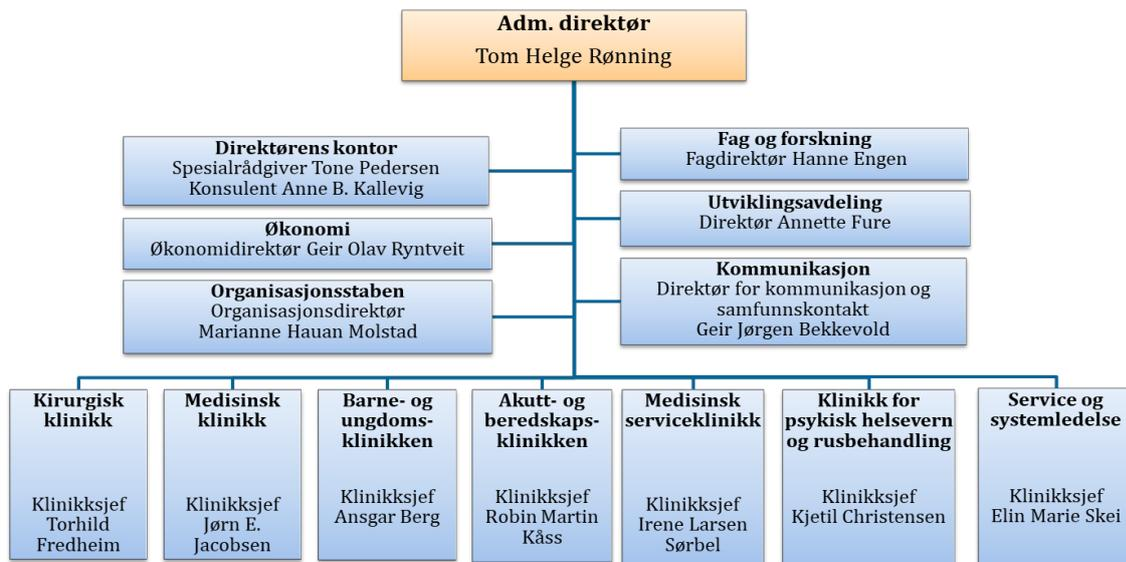 Adm. direktør
Tom Helge Rønning
Direktørens kontor
Spesialrådgiver Tone Pedersen
Konsulent Anne B. Kallevig
Fag og forskning
Fagdirektør Hanne Engen
Økonomi
Økonomidirektør Geir Olav Ryntveit
Utviklingsavdeling
Direktør Annette Fure
Organisasjonsstaben
Organisasjonsdirektør
Marianne Hauan Molstad
Kommunikasjon
Direktør for kommunikasjon og
samfunnskontakt
Geir Jørgen Bekkevold
Kirurgisk
klinikk
Klinikksjef
Torhild
Fredheim
Medisinsk
klinikk
Klinikksjef
Jørn E.
Jacobsen
Barne- og
ungdoms-
klinikken
Klinikksjef
Ansgar Berg
Akutt- og
beredskaps-
klinikken
Klinikksjef
Robin Martin
Kåss
Medisinsk
serviceklinikk
Klinikksjef
Irene Larsen
Sørbel
Klinikk for
psykisk helsevern
og rusbehandling
Klinikksjef
Kjetil Christensen
Service og
systemledelse
Klinikksjef
Elin Marie Skei